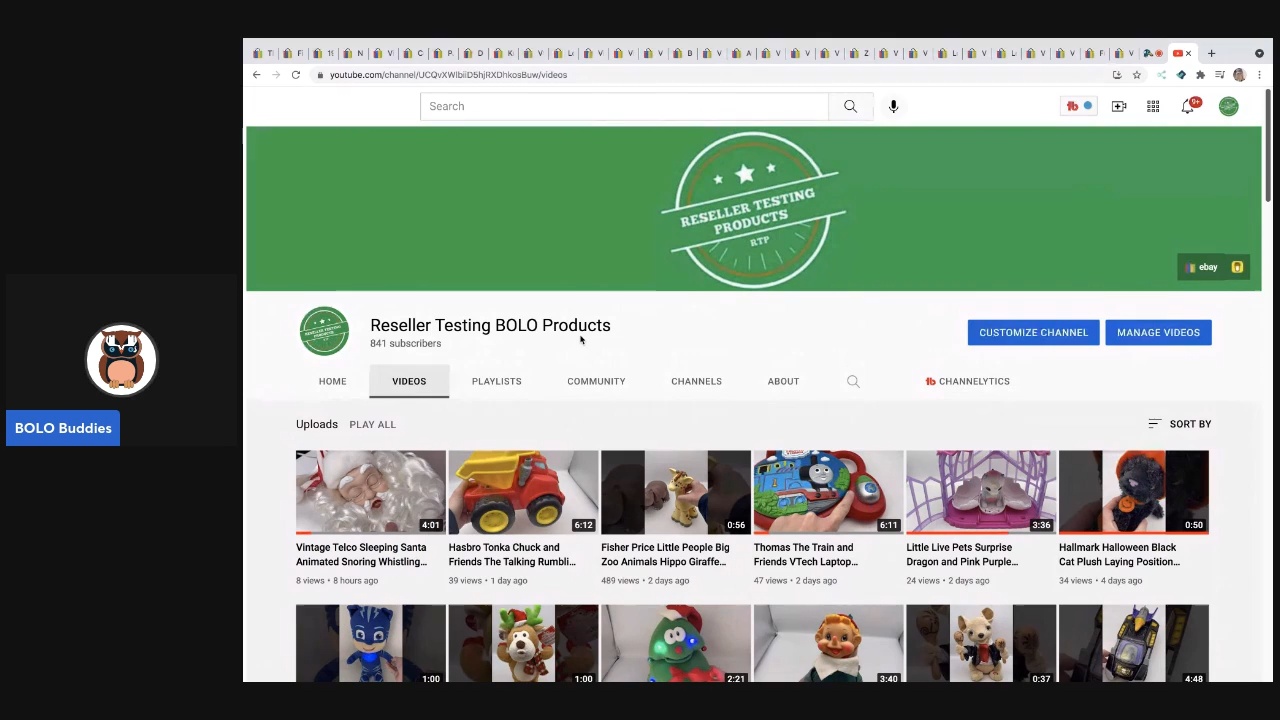 youtube.com/channel/UCQvXWlbiiD5hjRXDhkosBuw/videos
Search
9+
RESELLER TESTING
PRODUCTS
RTP
ebay
Reseller Testing BOLO Products
841 subscribers
CUSTOMIZE CHANNEL
MANAGE VIDEOS
HOME
VIDEOS
PLAYLISTS
COMMUNITY
CHANNELS
ABOUT
CHANNELYTICS
Uploads PLAY ALL
SORT BY
4:01
6:12
0:56
6:11
3:36
0:50
Vintage Telco Sleeping Santa
Animated Snoring Whistling...
8 views • 8 hours ago
Hasbro Tonka Chuck and
Friends The Talking Rumbli...
39 views • 1 day ago
Fisher Price Little People Big
Zoo Animals Hippo Giraffe...
489 views • 2 days ago
Thomas The Train and
Friends VTech Laptop...
47 views • 2 days ago
Little Live Pets Surprise
Dragon and Pink Purple...
24 views • 2 days ago
Hallmark Halloween Black
Cat Plush Laying Position...
34 views • 4 days ago
1:00
1:00
2:21
3:40
0:37
4:48
BOLO Buddies